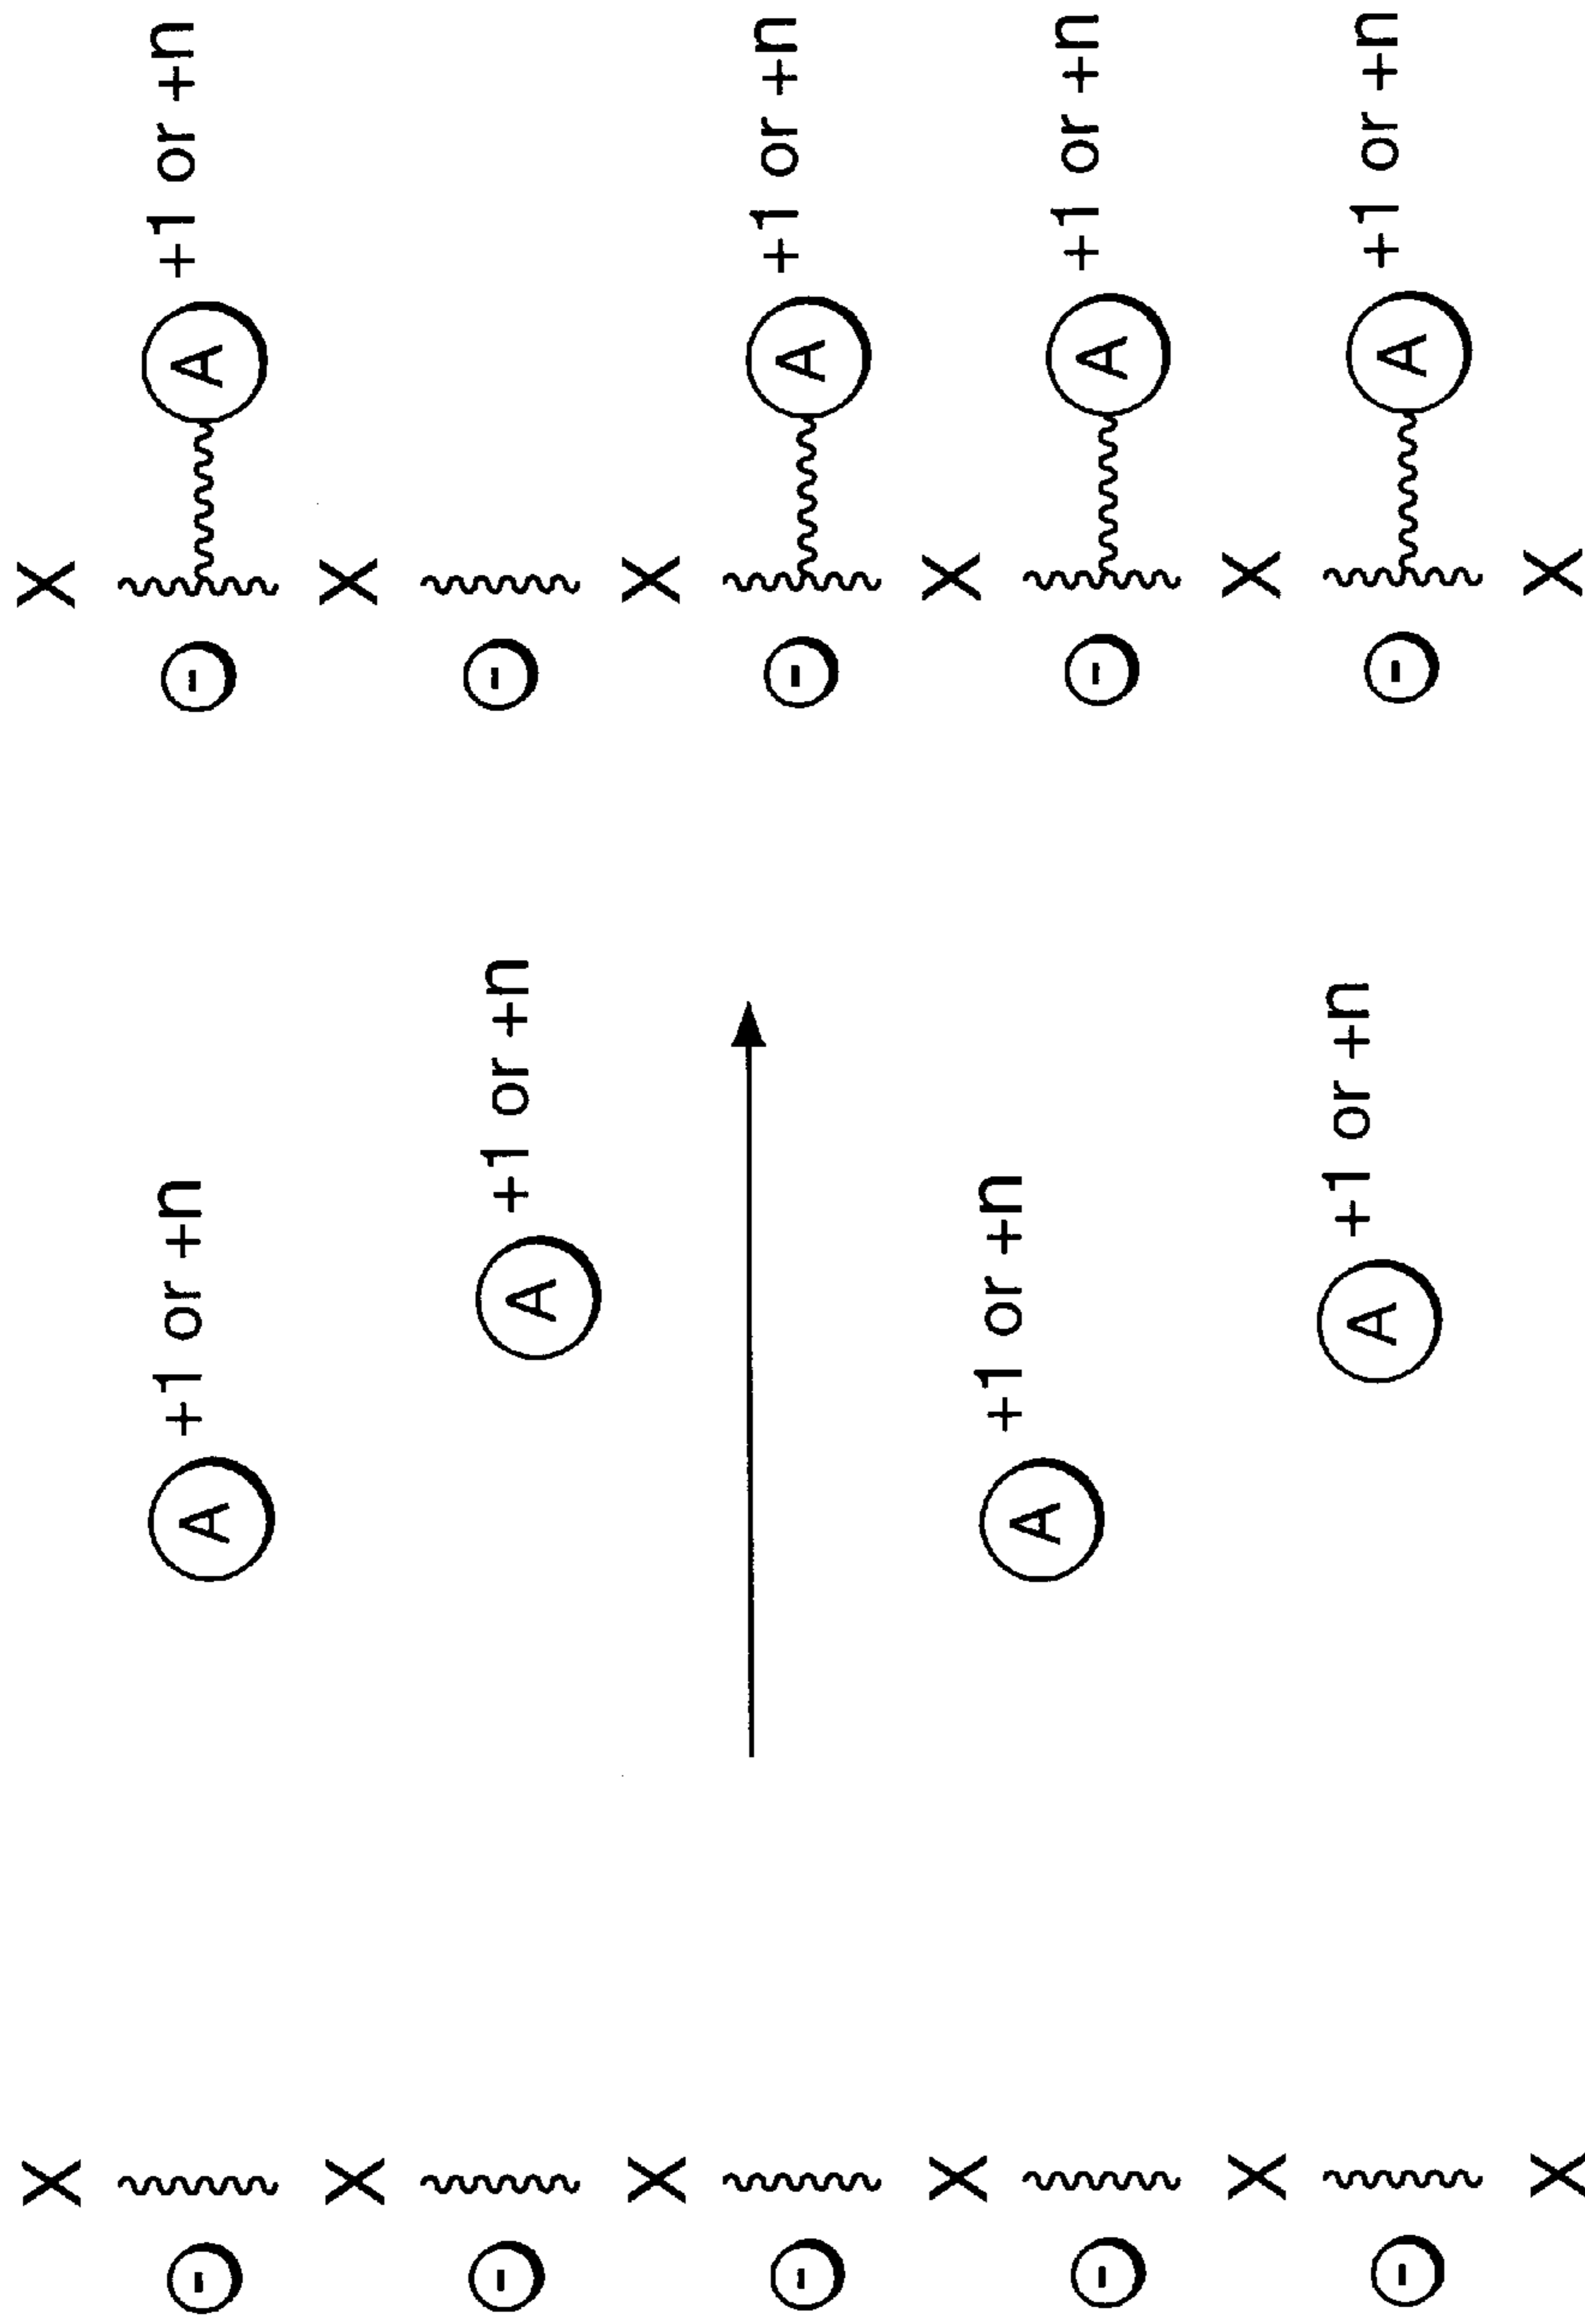 X X
- A +1 or +n - A +1 or +n
X X
- A +1 or +n -
X X
- - A +1 or +n
X X
- A +1 or +n - A +1 or +n
X X
- A +1 or +n - A +1 or +n
X X